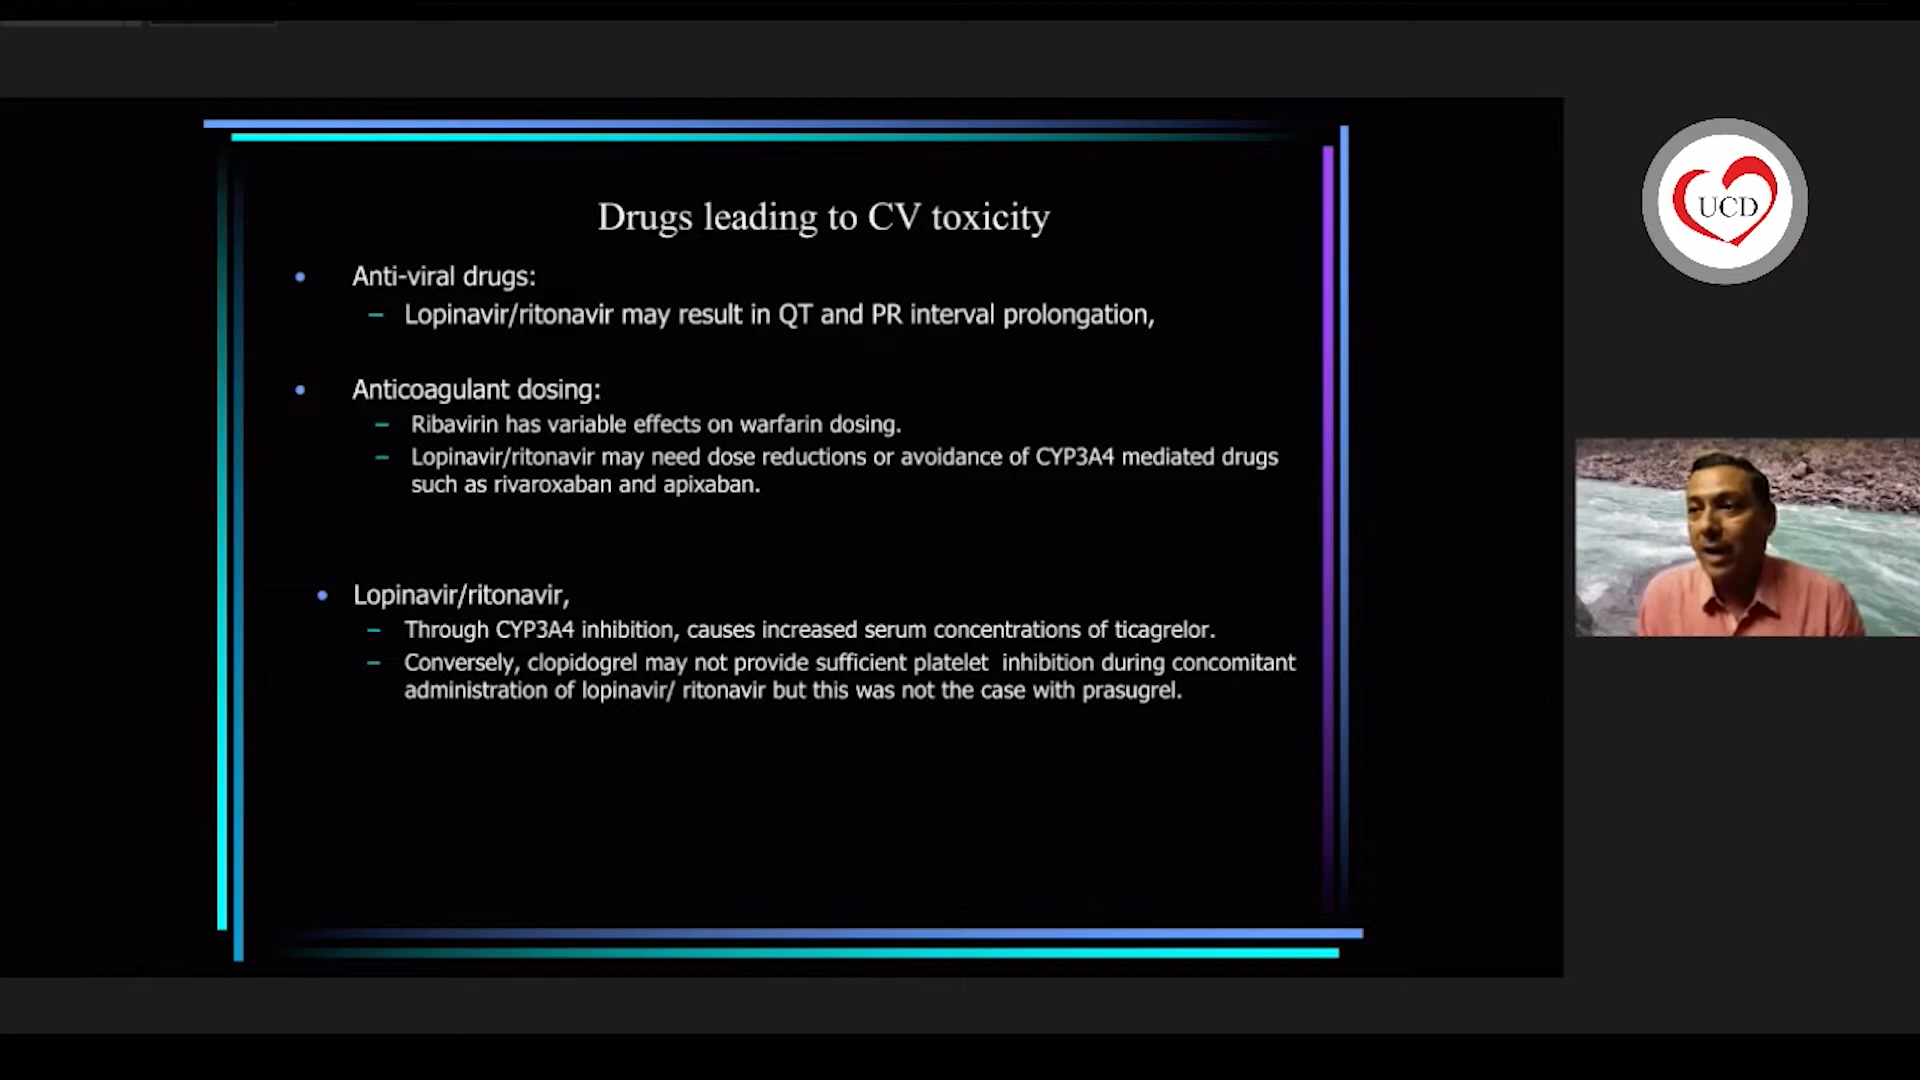 Drugs leading to CV toxicity
• Anti-viral drugs:
– Lopinavir/ritonavir may result in QT and PR interval prolongation,
• Anticoagulant dosing:
– Ribavirin has variable effects on warfarin dosing.
– Lopinavir/ritonavir may need dose reductions or avoidance of CYP3A4 mediated drugs
such as rivaroxaban and apixaban.
• Lopinavir/ritonavir,
– Through CYP3A4 inhibition, causes increased serum concentrations of ticagrelor.
– Conversely, clopidogrel may not provide sufficient platelet inhibition during concomitant
administration of lopinavir/ ritonavir but this was not the case with prasugrel.
UCD